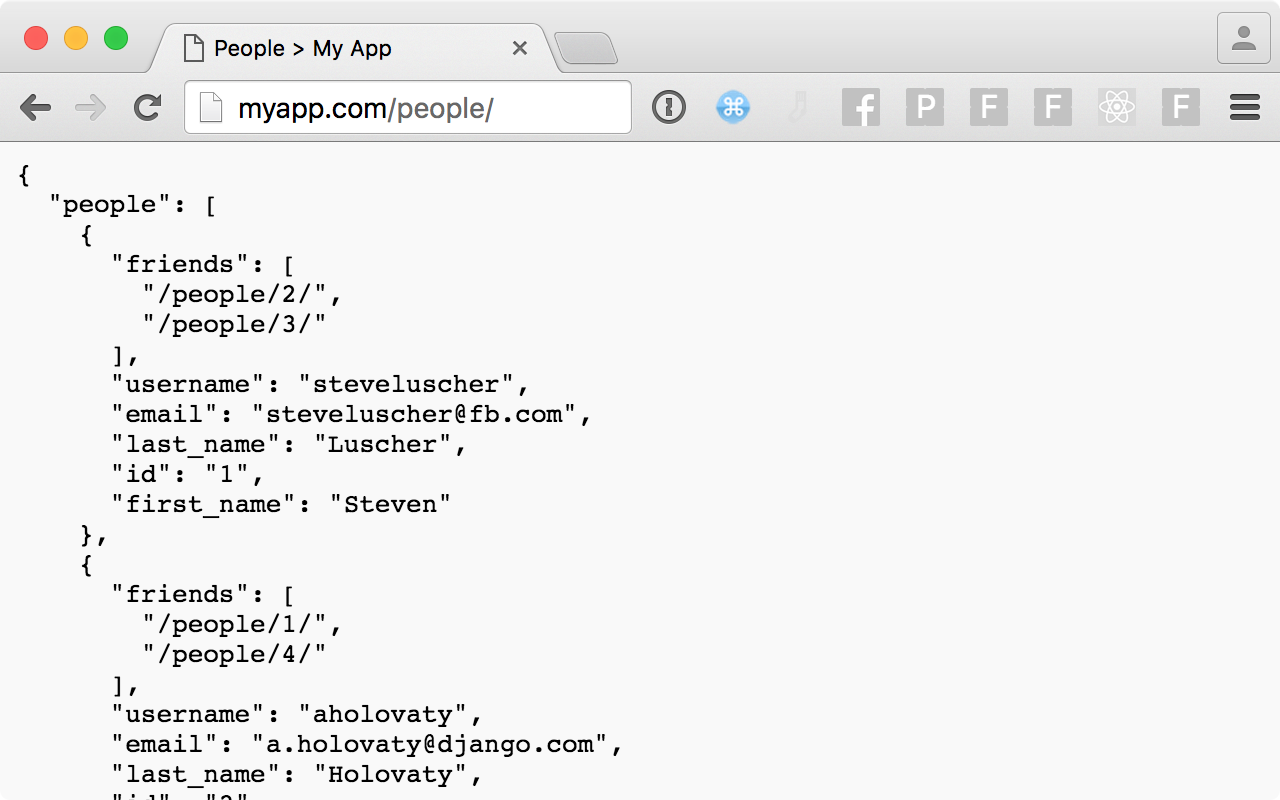 People > My App
myapp.com/people/
f P F F F
{
  "people": [
    {
      "friends": [
        "/people/2/",
        "/people/3/"
      ],
      "username": "steveluscher",
      "email": "steveluscher@fb.com",
      "last_name": "Luscher",
      "id": "1",
      "first_name": "Steven"
    },
    {
      "friends": [
        "/people/1/",
        "/people/4/"
      ],
      "username": "aholovaty",
      "email": "a.holovaty@django.com",
      "last_name": "Holovaty",